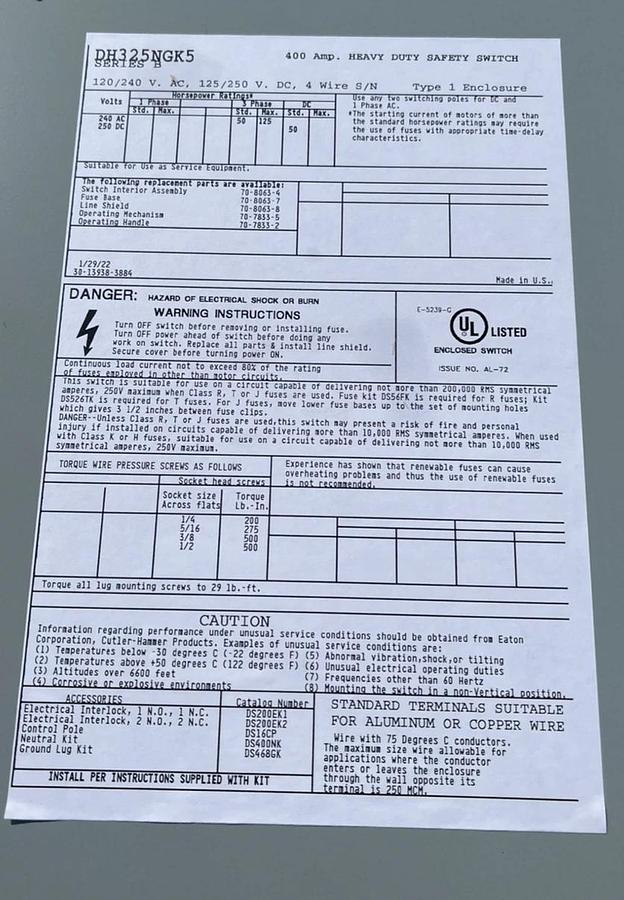 DH325NGK5
SERIES B
400 Amp. HEAVY DUTY SAFETY SWITCH
120/240 V. AC, 125/250 V. DC, 4 Wire S/N Type 1 Enclosure
Horsepower Ratings*
Volts 1 Phase 3 Phase DC
Std. Max. Std. Max. Std. Max.
240 AC 50 125
250 DC 50
Use any two switching poles for DC and
1 Phase AC.
*The starting current of motors of more than
the standard horsepower ratings may require
the use of fuses with appropriate time-delay
characteristics.
Suitable for Use as Service Equipment.
The following replacement parts are available:
Switch Interior Assembly 70-8063-4
Fuse Base 70-8063-7
Line Shield 70-8063-8
Operating Mechanism 70-7833-5
Operating Handle 70-7833-2
1/29/22
30-13938-3884
Made in U.S.
DANGER: HAZARD OF ELECTRICAL SHOCK OR BURN
WARNING INSTRUCTIONS
Turn OFF switch before removing or installing fuse.
Turn OFF power ahead of switch before doing any
work on switch. Replace all parts & install line shield.
Secure cover before turning power ON.
E-5239-C
UL LISTED
ENCLOSED SWITCH
ISSUE NO. AL-72
Continuous load current not to exceed 80% of the rating
of fuses employed in other than motor circuits.
This switch is suitable for use on a circuit capable of delivering not more than 200,000 RMS symmetrical
amperes, 250V maximum when Class R, T or J fuses are used. Fuse kit DS56FK is required for R fuses; Kit
DS526TK is required for T fuses. For J fuses, move lower fuse bases up to the set of mounting holes
which gives 3 1/2 inches between fuse clips.
DANGER--Unless Class R, T or J fuses are used,this switch may present a risk of fire and personal
injury if installed on circuits capable of delivering more than 10,000 RMS symmetrical amperes. When used
with Class K or H fuses, suitable for use on a circuit capable of delivering not more than 10,000 RMS
symmetrical amperes, 250V maximum.
TORQUE WIRE PRESSURE SCREWS AS FOLLOWS
Socket head screws
Socket size Torque
Across flats Lb.-In.
1/4 200
5/16 275
3/8 500
1/2 500
Experience has shown that renewable fuses can cause
overheating problems and thus the use of renewable fuses
is not recommended.
Torque all lug mounting screws to 29 lb.-ft.
CAUTION
Information regarding performance under unusual service conditions should be obtained from Eaton
Corporation, Cutler-Hammer Products. Examples of unusual service conditions are:
(1) Temperatures below -30 degrees C (-22 degrees F) (5) Abnormal vibration,shock,or tilting
(2) Temperatures above +50 degrees C (122 degrees F) (6) Unusual electrical operating duties
(3) Altitudes over 6600 feet (7) Frequencies other than 60 Hertz
(4) Corrosive or explosive environments (8) Mounting the switch in a non-Vertical position.
ACCESSORIES Catalog Number
Electrical Interlock, 1 N.O., 1 N.C. DS200EK1
Electrical Interlock, 2 N.O., 2 N.C. DS200EK2
Control Pole DS16CP
Neutral Kit DS400NK
Ground Lug Kit DS468GK
INSTALL PER INSTRUCTIONS SUPPLIED WITH KIT
STANDARD TERMINALS SUITABLE
FOR ALUMINUM OR COPPER WIRE
Wire with 75 Degrees C conductors.
The maximum size wire allowable for
applications where the conductor
enters or leaves the enclosure
through the wall opposite its
terminal is 250 MCM.